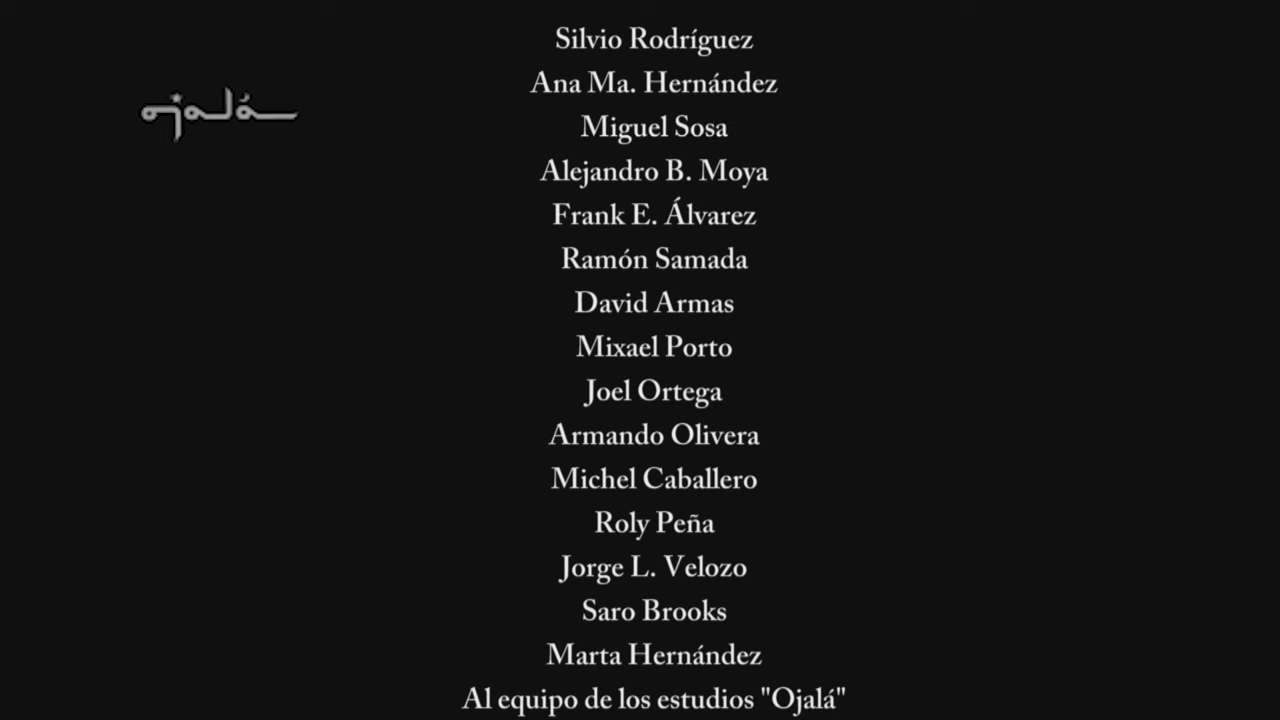 Silvio Rodríguez
Ana Ma. Hernández
ojalá
Miguel Sosa
Alejandro B. Moya
Frank E. Álvarez
Ramón Samada
David Armas
Mixael Porto
Joel Ortega
Armando Olivera
Michel Caballero
Roly Peña
Jorge L. Velozo
Saro Brooks
Marta Hernández
Al equipo de los estudios "Ojalá"